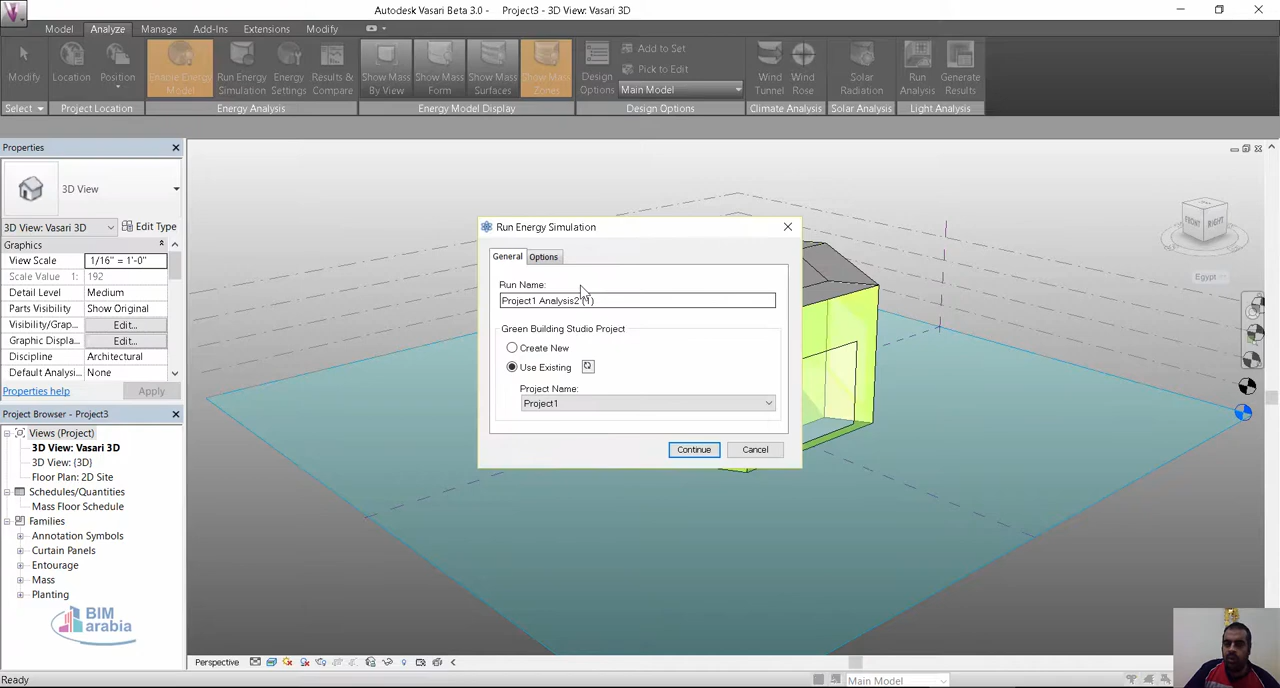 Autodesk Vasari Beta 3.0 - Project3 - 3D View: Vasari 3D
Model Analyze Manage Add-Ins Extensions Modify
Modify
Location
Position
Enable Energy Model
Run Energy Simulation
Energy Settings
Results & Compare
Show Mass By View
Show Mass Form
Show Mass Surfaces
Show Mass Zones
Design Options
Add to Set
Pick to Edit
Main Model
Wind Tunnel
Wind Rose
Solar Radiation
Run Analysis
Generate Results
Select Project Location Energy Analysis Energy Model Display Design Options Climate Analysis Solar Analysis Light Analysis
Properties
3D View
3D View: Vasari 3D Edit Type
Graphics
View Scale 1/16" = 1'-0"
Scale Value 1: 192
Detail Level Medium
Parts Visibility Show Original
Visibility/Grap... Edit...
Graphic Displa... Edit...
Discipline Architectural
Default Analysi... None
Properties help Apply
Project Browser - Project3
Views (Project)
3D View: Vasari 3D
3D View: {3D}
Floor Plan: 2D Site
Schedules/Quantities
Mass Floor Schedule
Families
Annotation Symbols
Curtain Panels
Entourage
Mass
Planting
BIM
arabia
Run Energy Simulation
General Options
Run Name:
Project1 Analysis2 (1)
Green Building Studio Project
Create New
Use Existing
Project Name:
Project1
Continue Cancel
FRONT RIGHT
Egypt
Perspective
Ready
Main Model